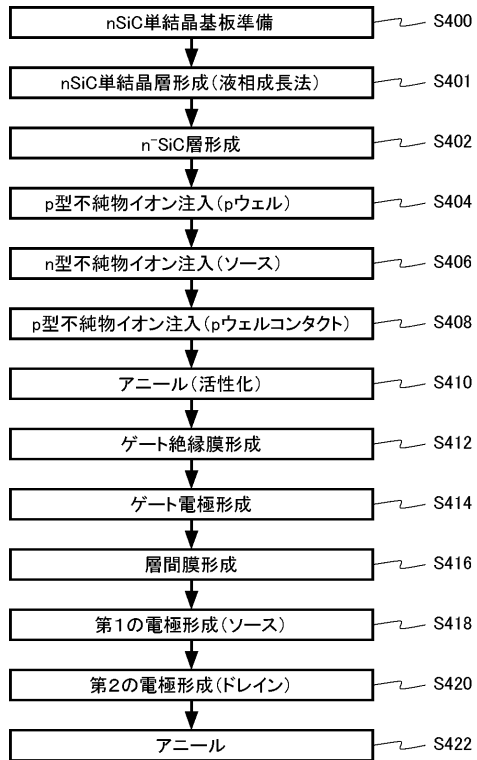 nSiC単結晶基板準備 S400
nSiC単結晶層形成(液相成長法) S401
n⁻SiC層形成 S402
p型不純物イオン注入(pウェル) S404
n型不純物イオン注入(ソース) S406
p型不純物イオン注入(pウェルコンタクト) S408
アニール(活性化) S410
ゲート絶縁膜形成 S412
ゲート電極形成 S414
層間膜形成 S416
第1の電極形成(ソース) S418
第2の電極形成(ドレイン) S420
アニール S422